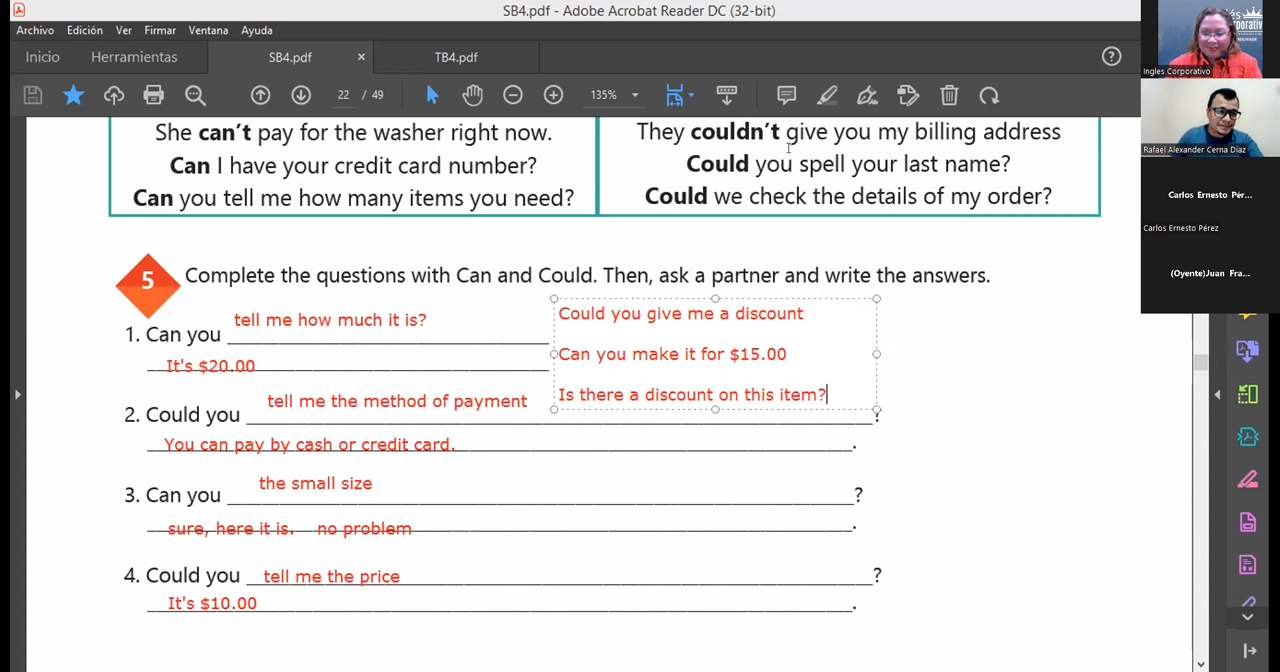 SB4.pdf - Adobe Acrobat Reader DC (32-bit)
Archivo Edición Ver Firmar Ventana Ayuda
Inicio Herramientas SB4.pdf × TB4.pdf
22 / 49 135%
She can't pay for the washer right now.
Can I have your credit card number?
Can you tell me how many items you need?
They couldn't give you my billing address
Could you spell your last name?
Could we check the details of my order?
5 Complete the questions with Can and Could. Then, ask a partner and write the answers.
1. Can you tell me how much it is?
It's $20.00
Could you give me a discount
Can you make it for $15.00
Is there a discount on this item?
2. Could you tell me the method of payment ?
You can pay by cash or credit card. .
3. Can you the small size ?
sure, here it is. no problem .
4. Could you tell me the price ?
It's $10.00 .
Ingles Corporativo
Rafael Alexander Cerna Díaz
Carlos Ernesto Pér...
Carlos Ernesto Pérez
(Oyente)Juan Fra...